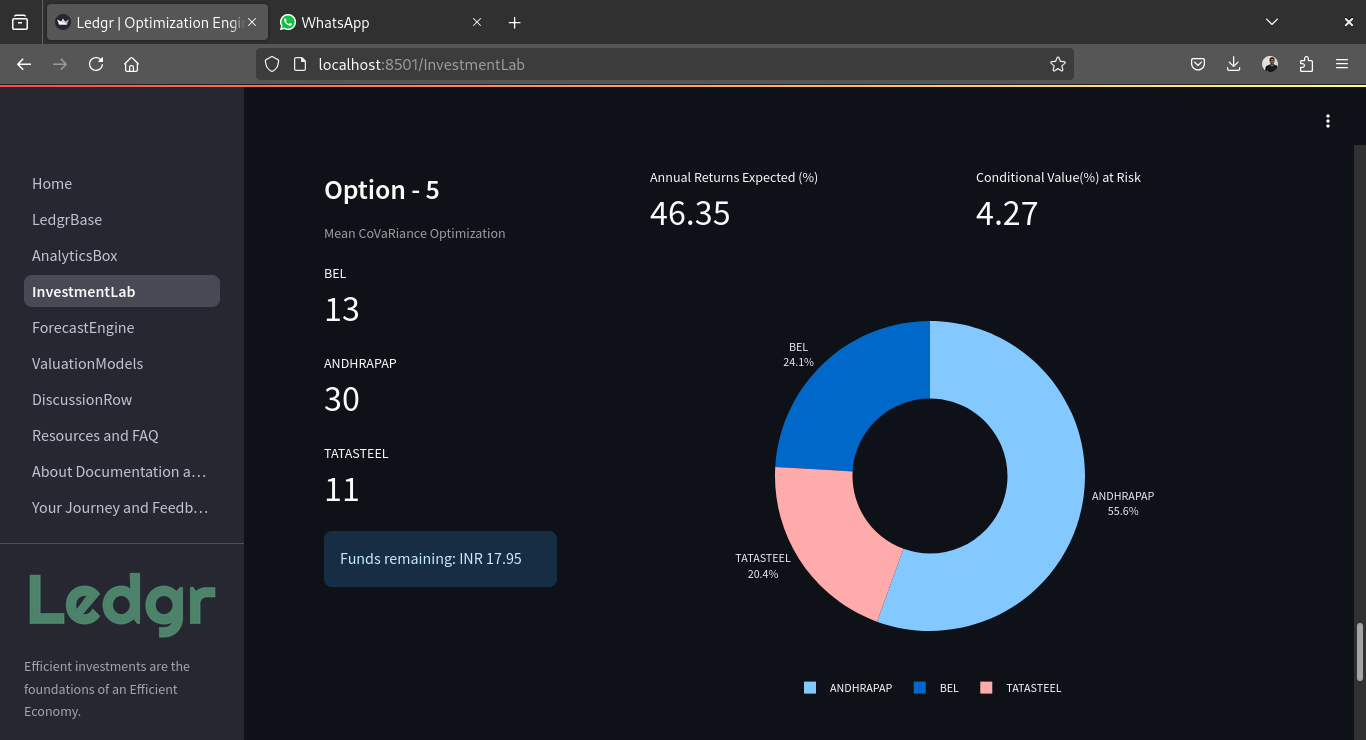 Ledgr | Optimization Engi
WhatsApp
localhost:8501/InvestmentLab
Home
LedgrBase
AnalyticsBox
InvestmentLab
ForecastEngine
ValuationModels
DiscussionRow
Resources and FAQ
About Documentation a...
Your Journey and Feedb...
Ledgr
Efficient investments are the
foundations of an Efficient
Economy.
Option - 5
Mean CoVaRiance Optimization
BEL
13
ANDHRAPAP
30
TATASTEEL
11
Funds remaining: INR 17.95
Annual Returns Expected (%)
46.35
Conditional Value(%) at Risk
4.27
BEL
24.1%
ANDHRAPAP
55.6%
TATASTEEL
20.4%
ANDHRAPAP BEL TATASTEEL